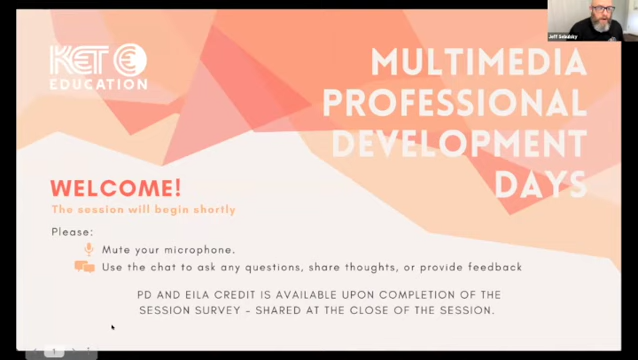 KET
EDUCATION
MULTIMEDIA
PROFESSIONAL
DEVELOPMENT
DAYS
WELCOME!
The session will begin shortly
Please:
Mute your microphone.
Use the chat to ask any questions, share thoughts, or provide feedback
PD AND EILA CREDIT IS AVAILABLE UPON COMPLETION OF THE
SESSION SURVEY - SHARED AT THE CLOSE OF THE SESSION.